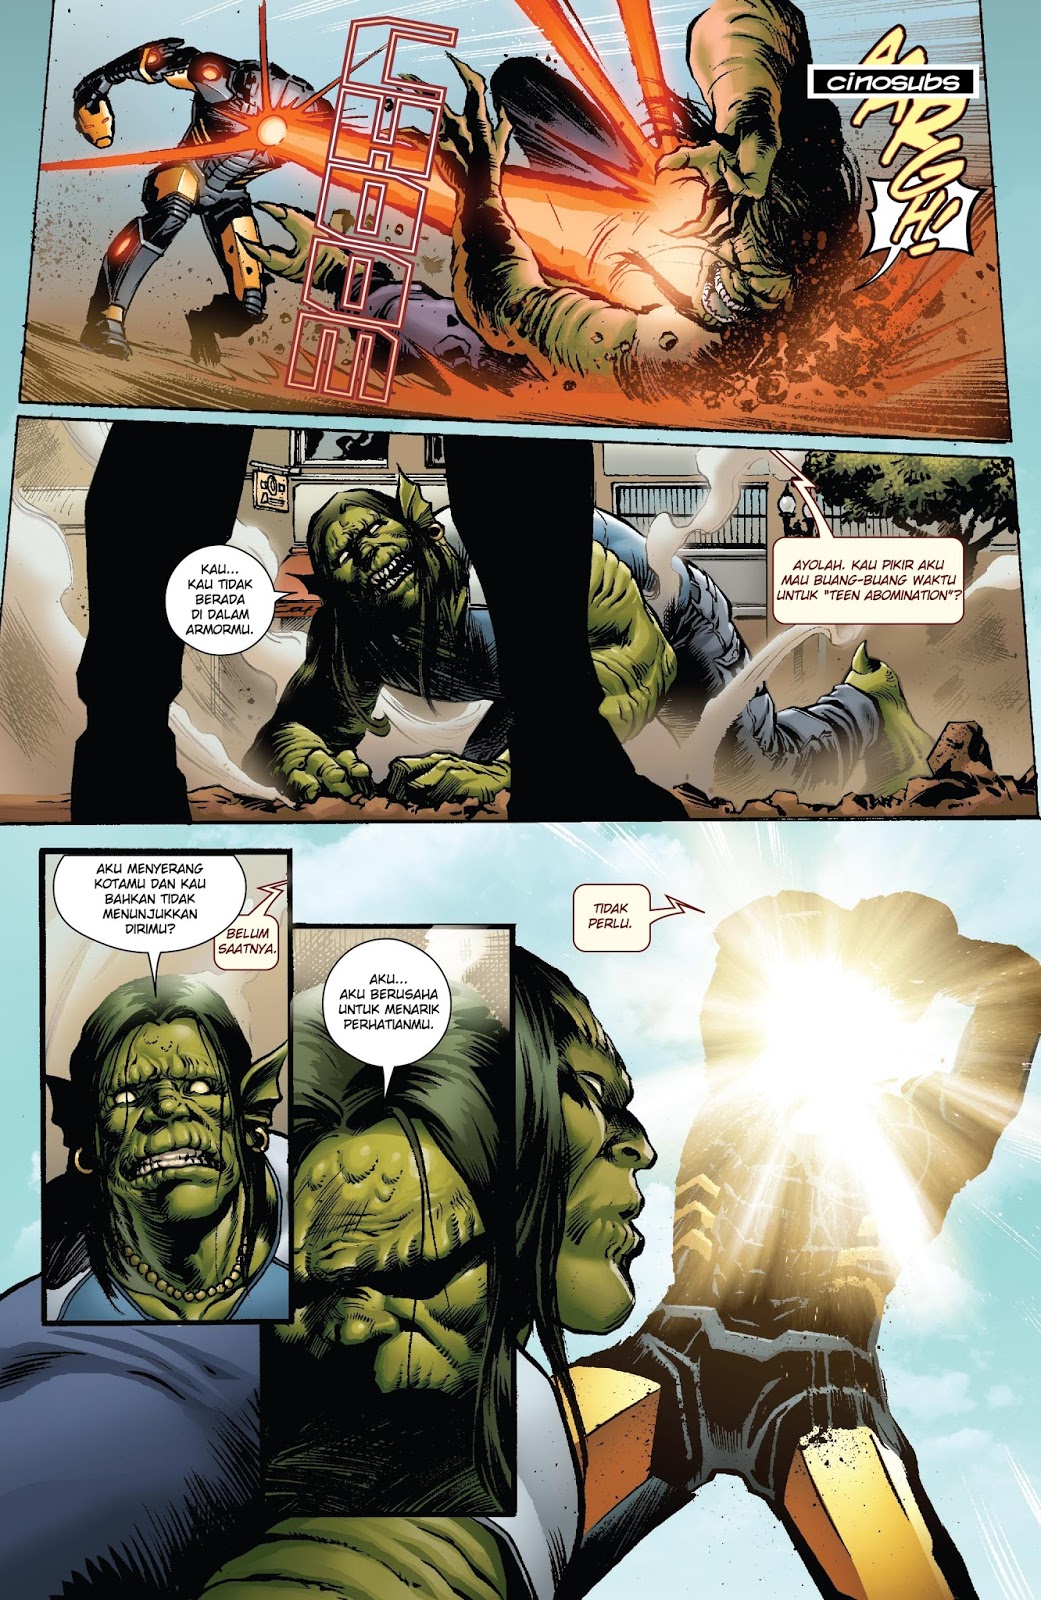 cinosubs
AAARGH!
KAU...
KAU TIDAK
BERADA
DI DALAM
ARMORMU.
AYOLAH. KAU PIKIR AKU
MAU BUANG-BUANG WAKTU
UNTUK "TEEN ABOMINATION"?
AKU MENYERANG
KOTAMU DAN KAU
BAHKAN TIDAK
MENUNJUKKAN
DIRIMU?
BELUM
SAATNYA.
AKU...
AKU BERUSAHA
UNTUK MENARIK
PERHATIANMU.
TIDAK
PERLU.